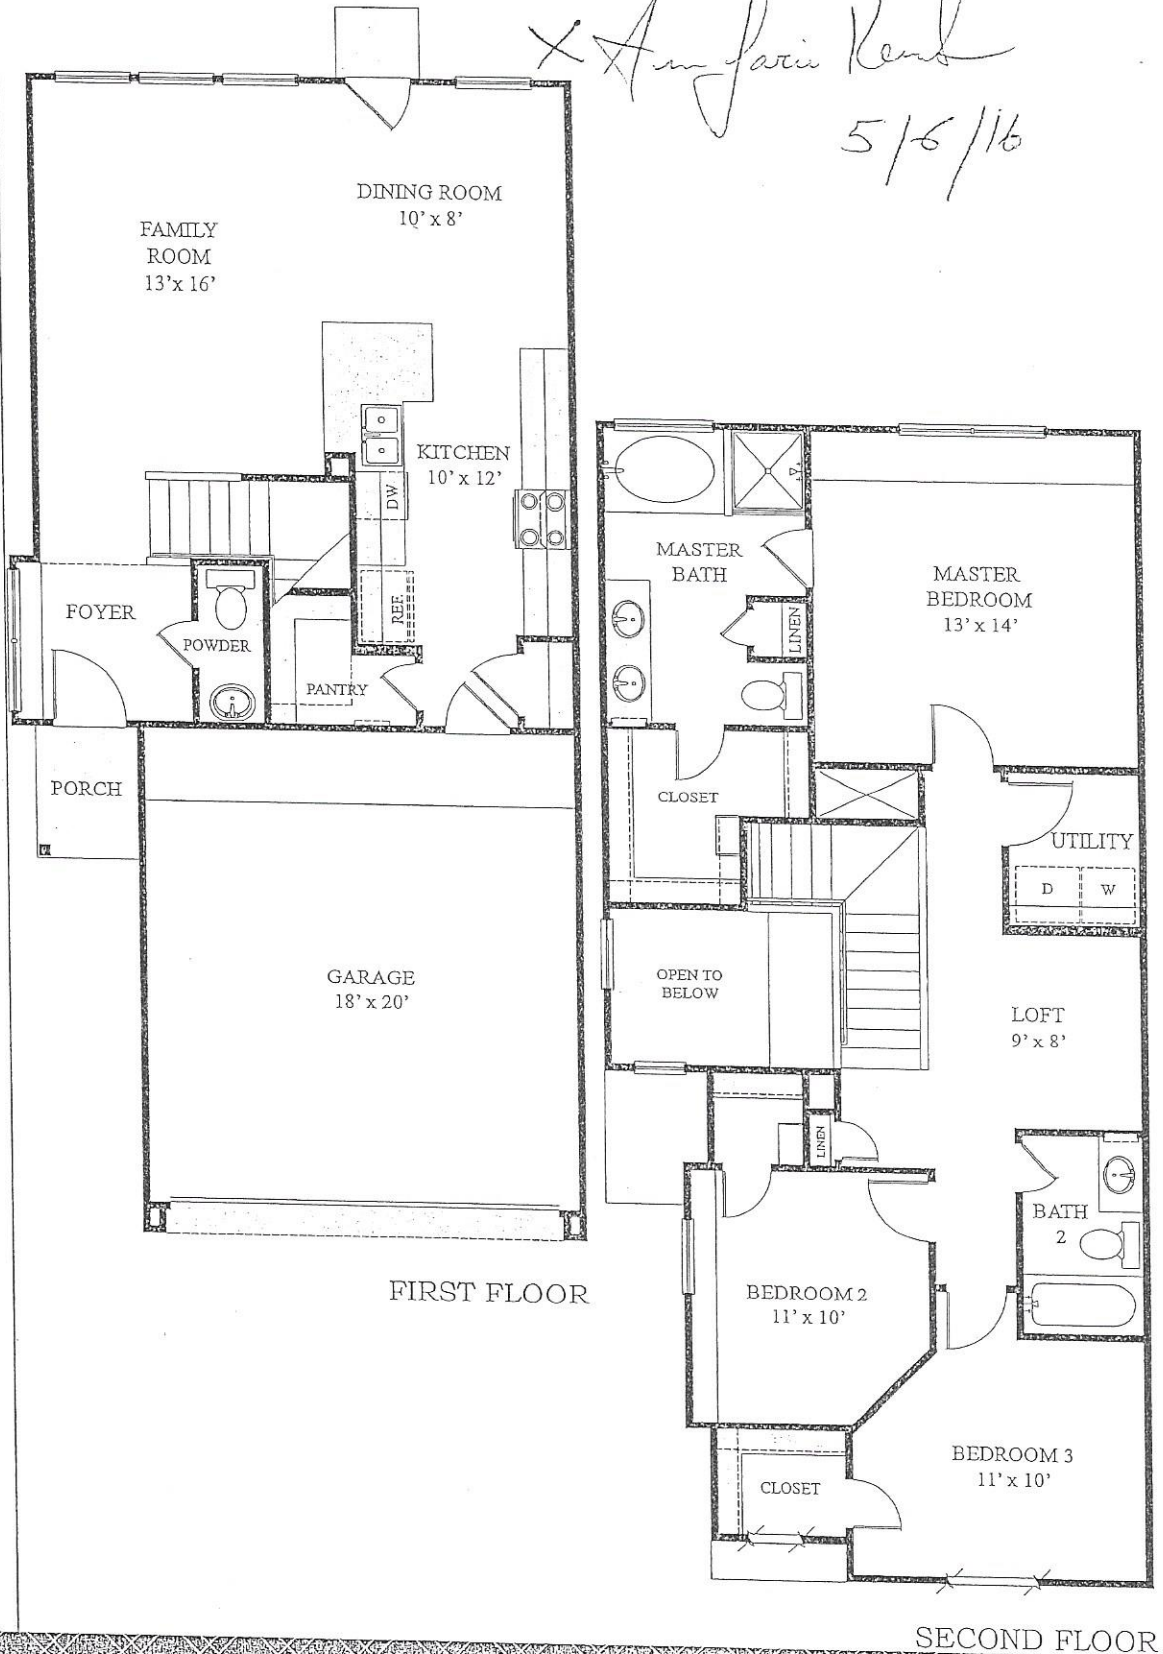 5/6/16
DINING ROOM
10' x 8'
FAMILY
ROOM
13'x 16'
KITCHEN
10' x 12'
DW
REF.
FOYER
POWDER
PANTRY
PORCH
GARAGE
18' x 20'
FIRST FLOOR
MASTER
BATH
LINEN
MASTER
BEDROOM
13' x 14'
CLOSET
UTILITY
D
W
OPEN TO
BELOW
LOFT
9' x 8'
LINEN
BATH
2
BEDROOM 2
11' x 10'
BEDROOM 3
11' x 10'
CLOSET
SECOND FLOOR